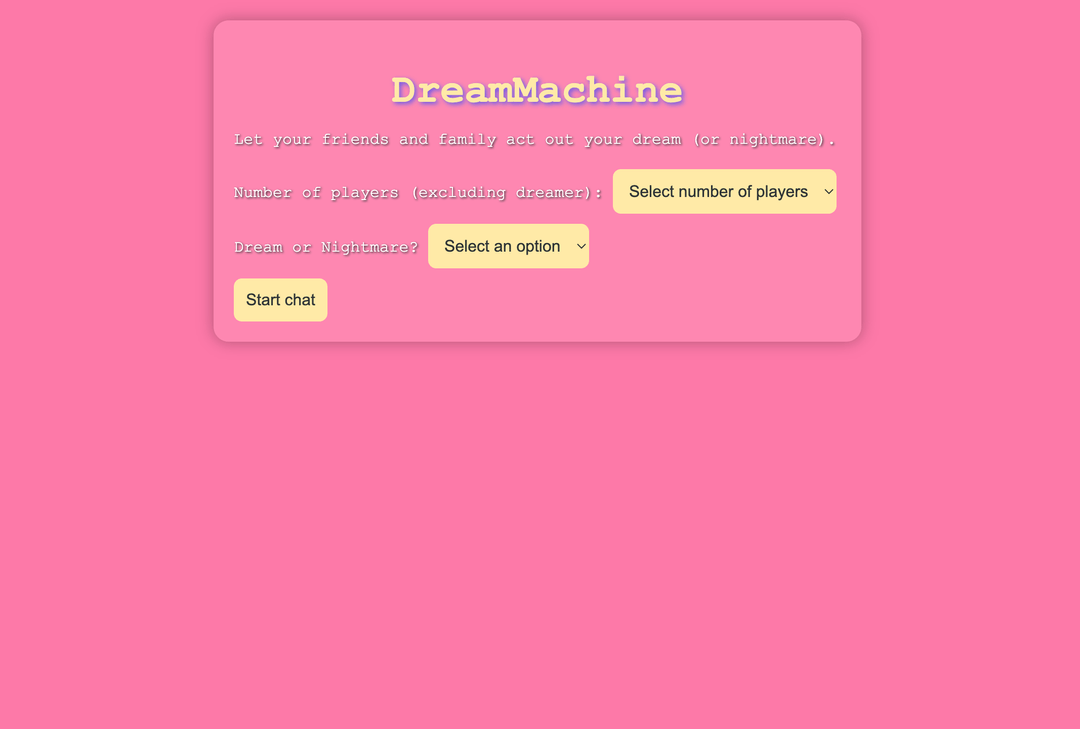 DreamMachine
Let your friends and family act out your dream (or nightmare).
Number of players (excluding dreamer): Select number of players
Dream or Nightmare? Select an option
Start chat